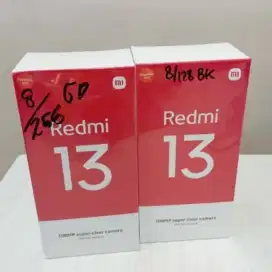 8/256 GD
mi
Redmi
13
108MP super-clear camera
8/128 BK
mi
Redmi
13
108MP super-clear camera